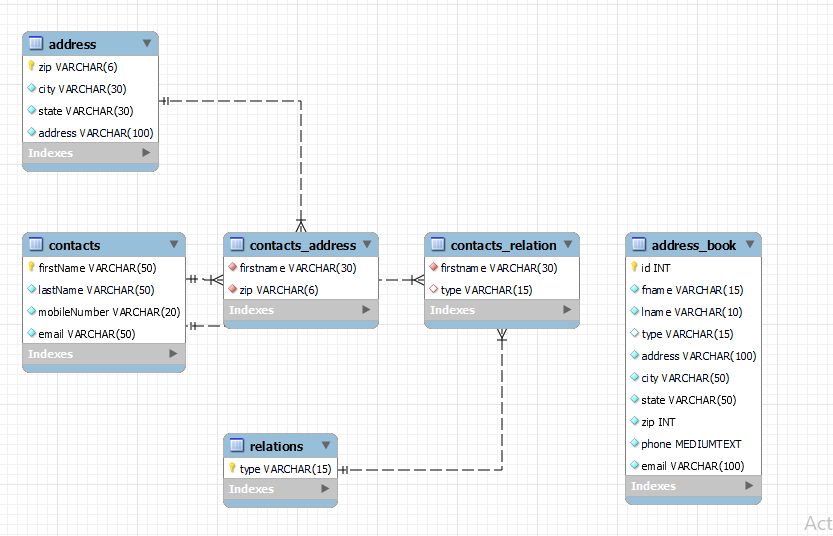 address
zip VARCHAR(6)
city VARCHAR(30)
state VARCHAR(30)
address VARCHAR(100)
Indexes
contacts
firstName VARCHAR(50)
lastName VARCHAR(50)
mobileNumber VARCHAR(20)
email VARCHAR(50)
Indexes
contacts_address
firstname VARCHAR(30)
zip VARCHAR(6)
Indexes
contacts_relation
firstname VARCHAR(30)
type VARCHAR(15)
Indexes
address_book
id INT
fname VARCHAR(15)
lname VARCHAR(10)
type VARCHAR(15)
address VARCHAR(100)
city VARCHAR(50)
state VARCHAR(50)
zip INT
phone MEDIUMTEXT
email VARCHAR(100)
Indexes
relations
type VARCHAR(15)
Indexes
Act